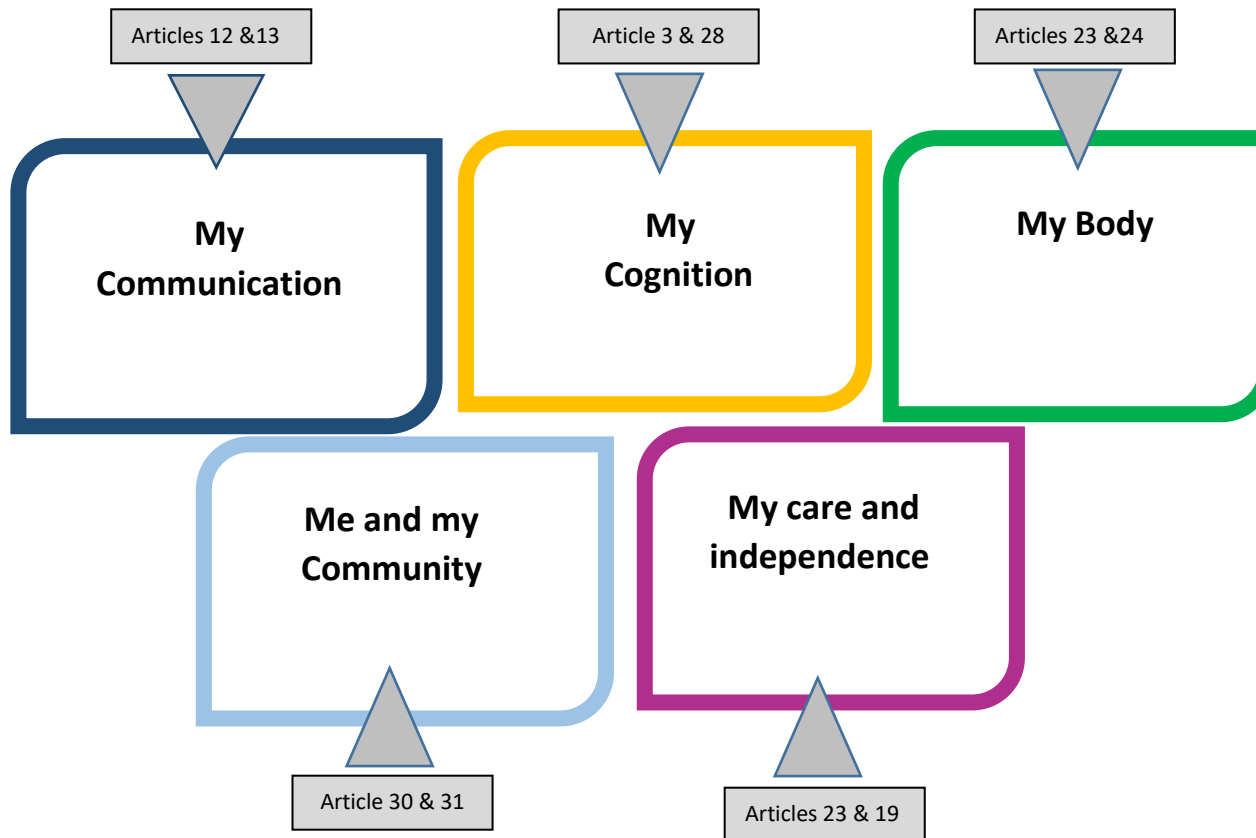 Articles 12 &13
Article 3 & 28
Articles 23 &24
My
Communication
My
Cognition
My Body
Me and my
Community
My care and
independence
Article 30 & 31
Articles 23 & 19